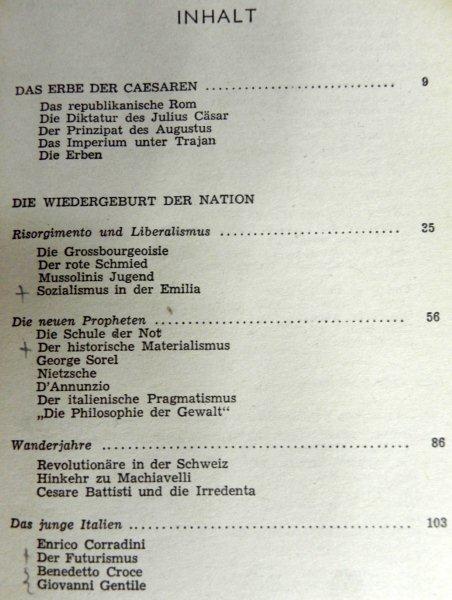 INHALT
DAS ERBE DER CAESAREN ........................... 9
Das republikanische Rom
Die Diktatur des Julius Cäsar
Der Prinzipat des Augustus
Das Imperium unter Trajan
Die Erben
DIE WIEDERGEBURT DER NATION
Risorgimento und Liberalismus ........................... 25
Die Grossbourgeoisie
Der rote Schmied
Mussolinis Jugend
Sozialismus in der Emilia
Die neuen Propheten ................................... 56
Die Schule der Not
Der historische Materialismus
George Sorel
Nietzsche
D'Annunzio
Der italienische Pragmatismus
„Die Philosophie der Gewalt“
Wanderjahre ........................................... 86
Revolutionäre in der Schweiz
Hinkehr zu Machiavelli
Cesare Battisti und die Irredenta
Das junge Italien ..................................... 103
Enrico Corradini
Der Futurismus
Benedetto Croce
Giovanni Gentile